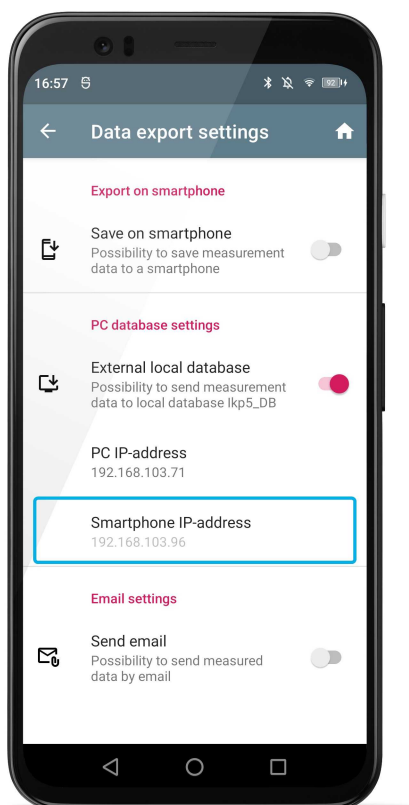 16:57
92
Data export settings
Export on smartphone
Save on smartphone
Possibility to save measurement
data to a smartphone
PC database settings
External local database
Possibility to send measurement
data to local database Ikp5_DB
PC IP-address
192.168.103.71
Smartphone IP-address
192.168.103.96
Email settings
Send email
Possibility to send measured
data by email